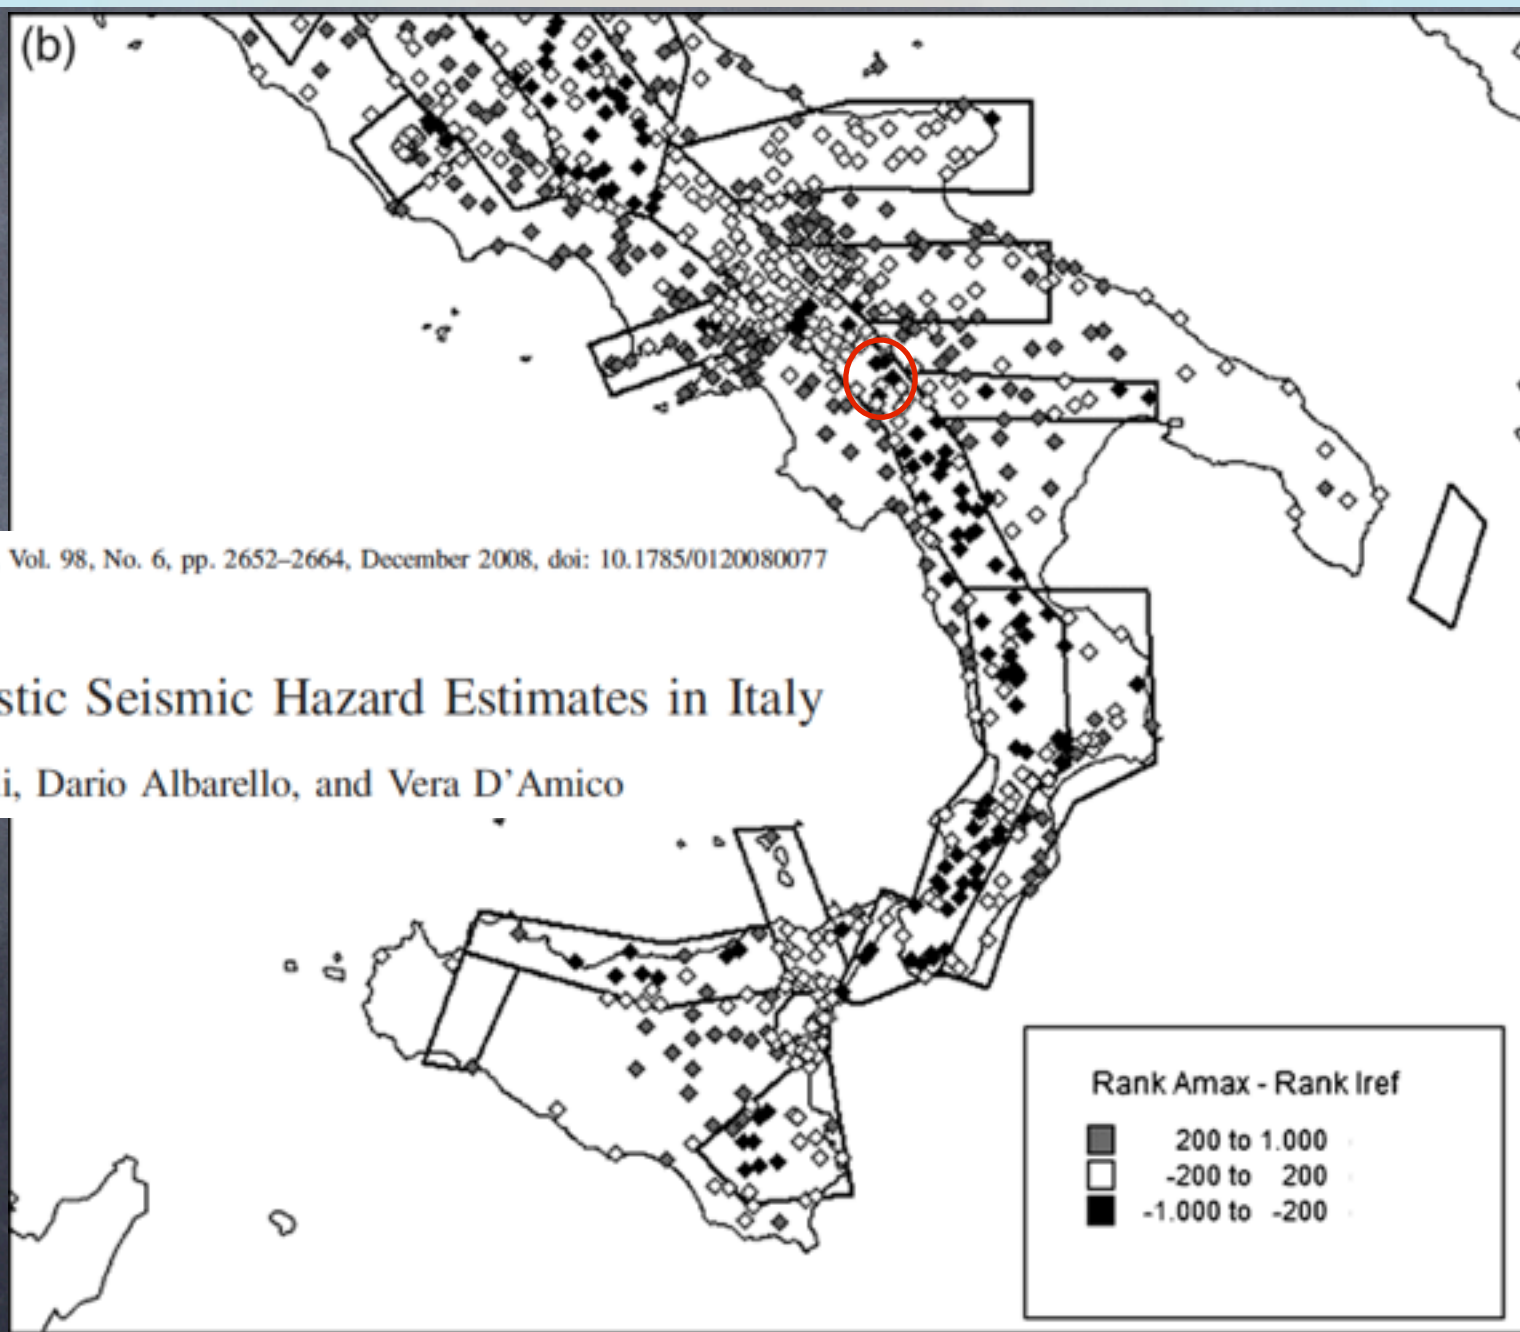 (b)
Vol. 98, No. 6, pp. 2652–2664, December 2008, doi: 10.1785/0120080077
Seismic Hazard Estimates in Italy
Dario Albarello, and Vera D'Amico
Rank Amax - Rank Iref
200 to 1.000
-200 to 200
-1.000 to -200